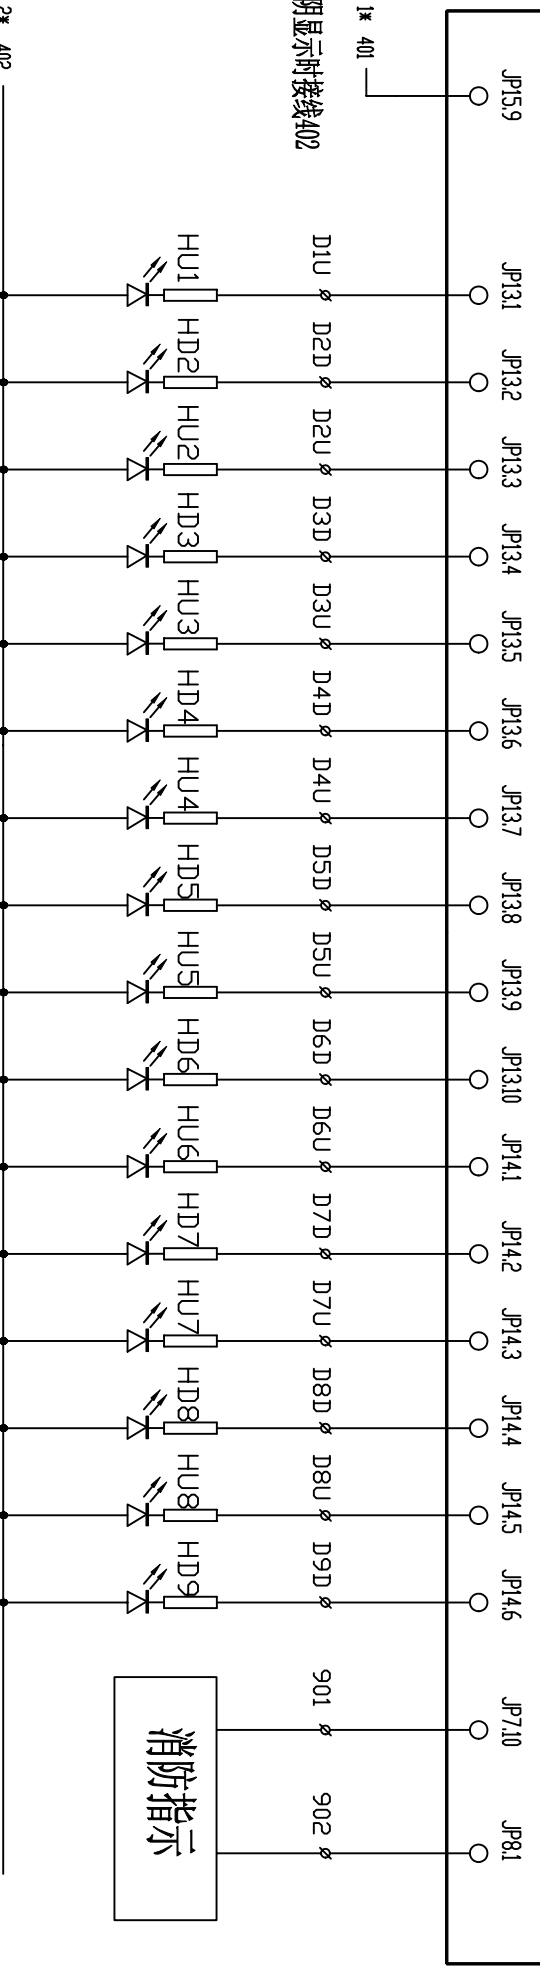 JP15.9
JP13.1
JP13.2
JP13.3
JP13.4
JP13.5
JP13.6
JP13.7
JP13.8
JP13.9
JP13.10
JP14.1
JP14.2
JP14.3
JP14.4
JP14.5
JP14.6
JP7.10
JP8.1
1* 401
阴显示时接线402
D1U
D2D
D2U
D3D
D3U
D4D
D4U
D5D
D5U
D6D
D6U
D7D
D7U
D8D
D8U
D9D
901
902
HU1
HD2
HU2
HD3
HU3
HD4
HU4
HD5
HU5
HD6
HU6
HD7
HU7
HD8
HU8
HD9
消防指示
2* 402